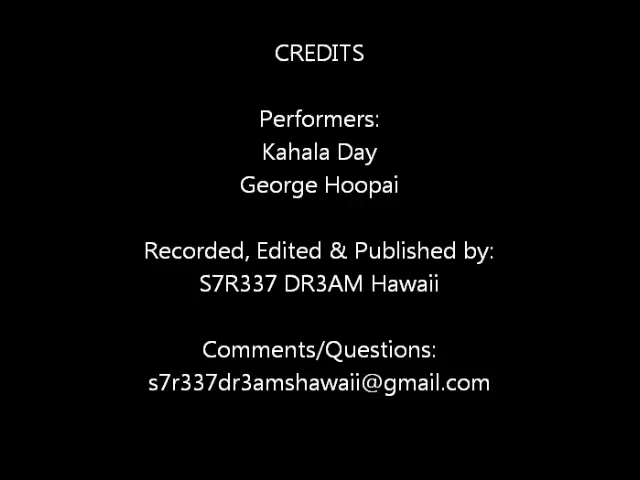 CREDITS
Performers:
Kahala Day
George Hoopai
Recorded, Edited & Published by:
S7R337 DR3AM Hawaii
Comments/Questions:
s7r337dr3amshawaii@gmail.com